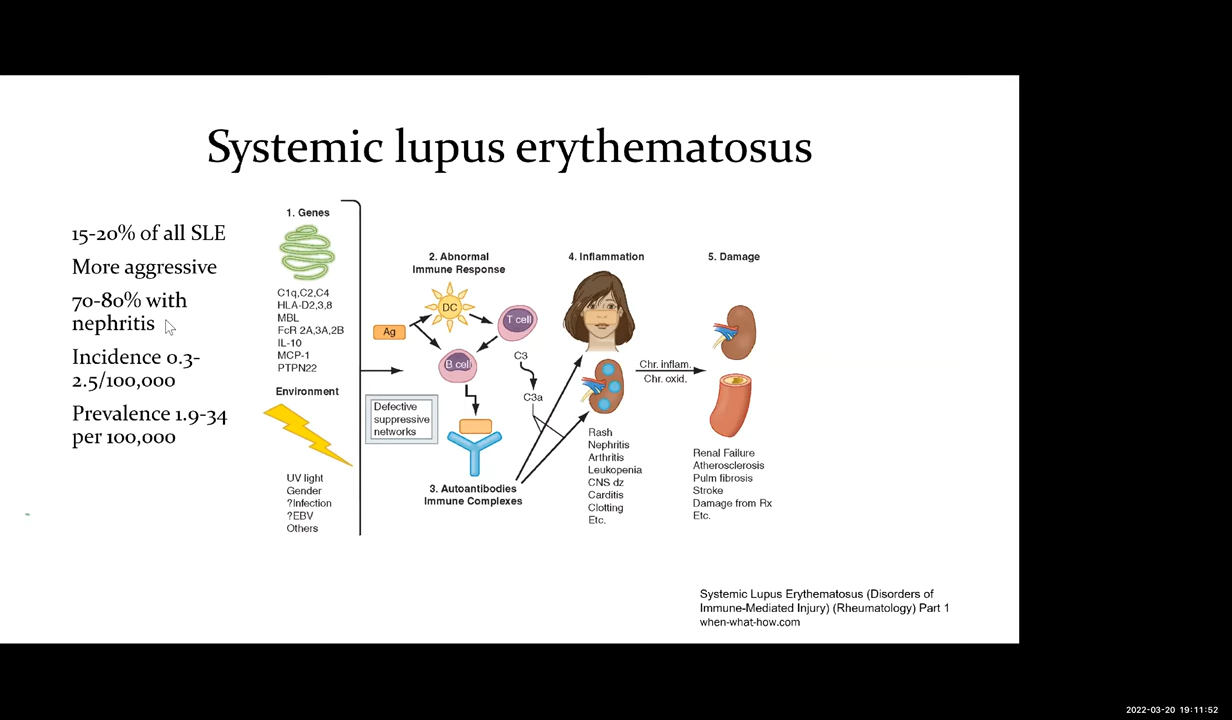 Systemic lupus erythematosus
15-20% of all SLE
More aggressive
70-80% with
nephritis
Incidence 0.3-
2.5/100,000
Prevalence 1.9-34
per 100,000
1. Genes
C1q,C2,C4
HLA-D2,3,8
MBL
FcR 2A,3A,2B
IL-10
MCP-1
PTPN22
Environment
UV light
Gender
?Infection
?EBV
Others
2. Abnormal
Immune Response
DC
Ag
T cell
B cell
C3
C3a
Defective
suppressive
networks
3. Autoantibodies
Immune Complexes
4. Inflammation
Rash
Nephritis
Arthritis
Leukopenia
CNS dz
Carditis
Clotting
Etc.
Chr. inflam.
Chr. oxid.
5. Damage
Renal Failure
Atherosclerosis
Pulm fibrosis
Stroke
Damage from Rx
Etc.
Systemic Lupus Erythematosus (Disorders of
Immune-Mediated Injury) (Rheumatology) Part 1
when-what-how.com
2022-03-20 19:11:52